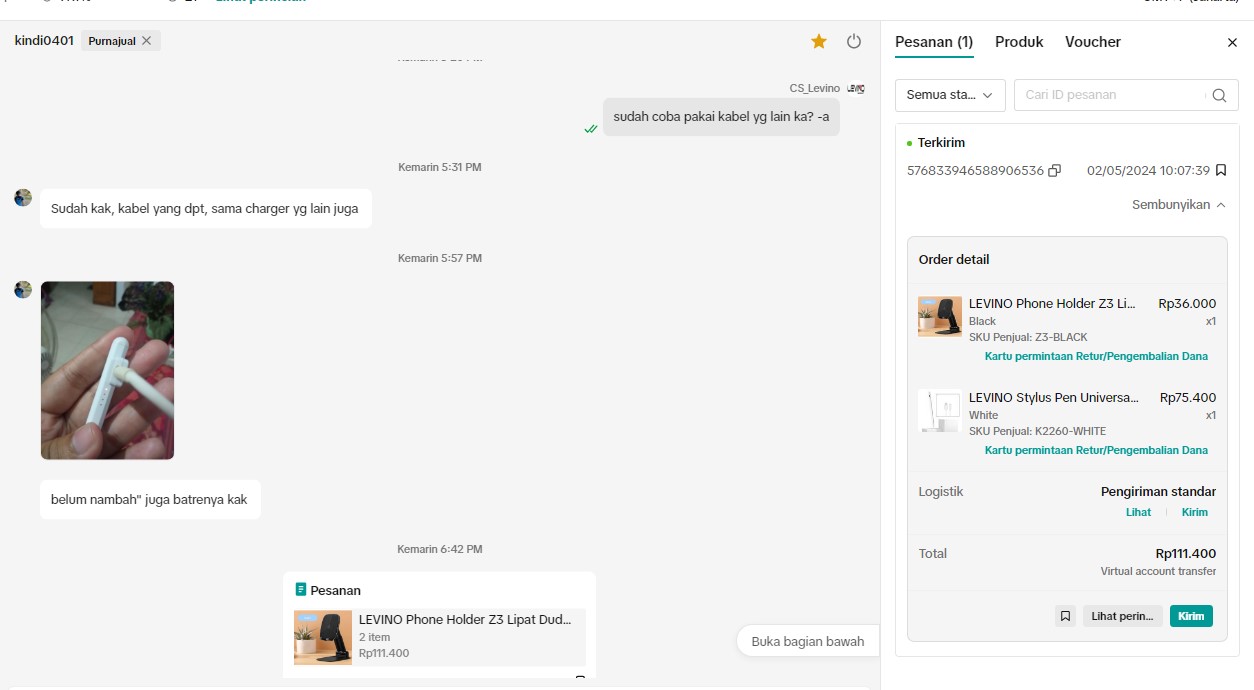 kindi0401 Purnajual
CS_Levino
sudah coba pakai kabel yg lain ka? -a
Kemarin 5:31 PM
Sudah kak, kabel yang dpt, sama charger yg lain juga
Kemarin 5:57 PM
belum nambah" juga batrenya kak
Kemarin 6:42 PM
Pesanan
LEVINO Phone Holder Z3 Lipat Dud...
2 item
Rp111.400
Buka bagian bawah
Pesanan (1) Produk Voucher
Semua sta... Cari ID pesanan
Terkirim
576833946588906536 02/05/2024 10:07:39
Sembunyikan
Order detail
LEVINO Phone Holder Z3 Li... Rp36.000
Black x1
SKU Penjual: Z3-BLACK
Kartu permintaan Retur/Pengembalian Dana
LEVINO Stylus Pen Universa... Rp75.400
White x1
SKU Penjual: K2260-WHITE
Kartu permintaan Retur/Pengembalian Dana
Logistik Pengiriman standar
Lihat Kirim
Total Rp111.400
Virtual account transfer
Lihat perin... Kirim